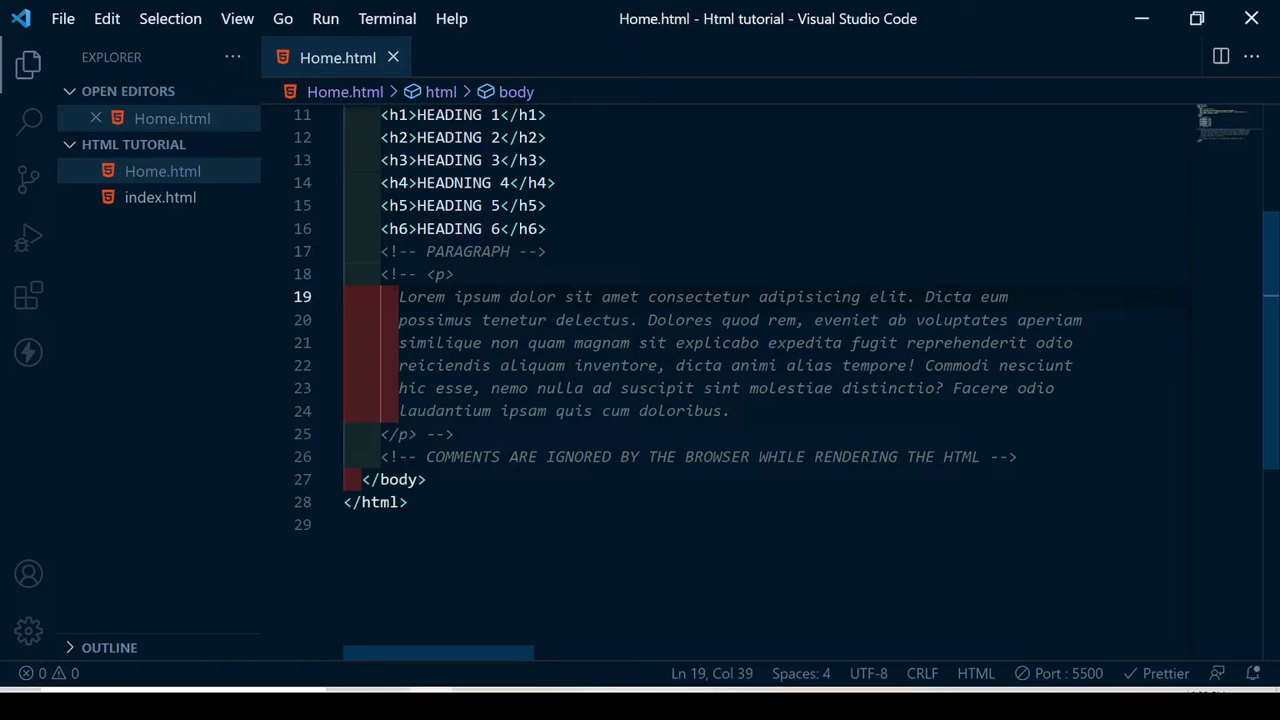 File Edit Selection View Go Run Terminal Help Home.html - Html tutorial - Visual Studio Code
EXPLORER
OPEN EDITORS
Home.html
HTML TUTORIAL
Home.html
index.html
OUTLINE
Home.html
Home.html > html > body
11 <h1>HEADING 1</h1>
12 <h2>HEADING 2</h2>
13 <h3>HEADING 3</h3>
14 <h4>HEADNING 4</h4>
15 <h5>HEADING 5</h5>
16 <h6>HEADING 6</h6>
17 <!-- PARAGRAPH -->
18 <!-- <p>
19 Lorem ipsum dolor sit amet consectetur adipisicing elit. Dicta eum
20 possimus tenetur delectus. Dolores quod rem, eveniet ab voluptates aperiam
21 similique non quam magnam sit explicabo expedita fugit reprehenderit odio
22 reiciendis aliquam inventore, dicta animi alias tempore! Commodi nesciunt
23 hic esse, nemo nulla ad suscipit sint molestiae distinctio? Facere odio
24 laudantium ipsam quis cum doloribus.
25 </p> -->
26 <!-- COMMENTS ARE IGNORED BY THE BROWSER WHILE RENDERING THE HTML -->
27 </body>
28 </html>
29
0 0 Ln 19, Col 39 Spaces: 4 UTF-8 CRLF HTML Port : 5500 Prettier